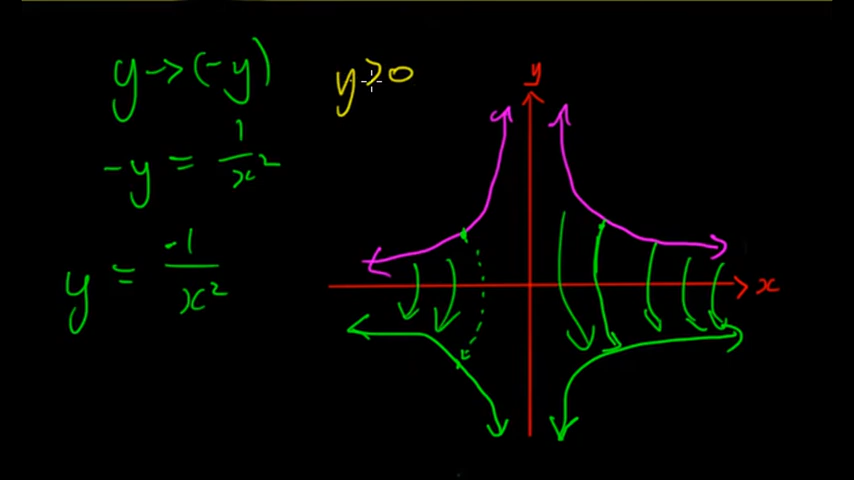 y → (-y)
-y = 1/x²
y = -1/x²
y > 0
y
x